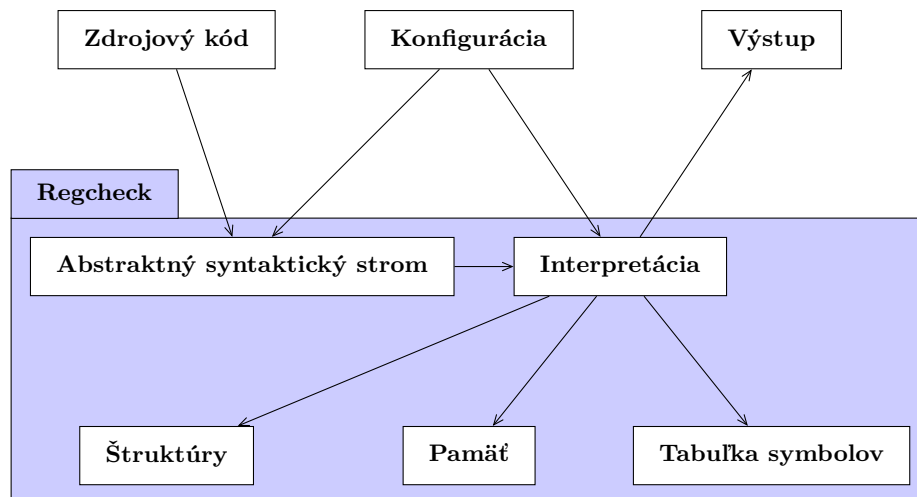 Zdrojový kód
Konfigurácia
Výstup
Regcheck
Abstraktný syntaktický strom
Interpretácia
Štruktúry
Pamäť
Tabuľka symbolov